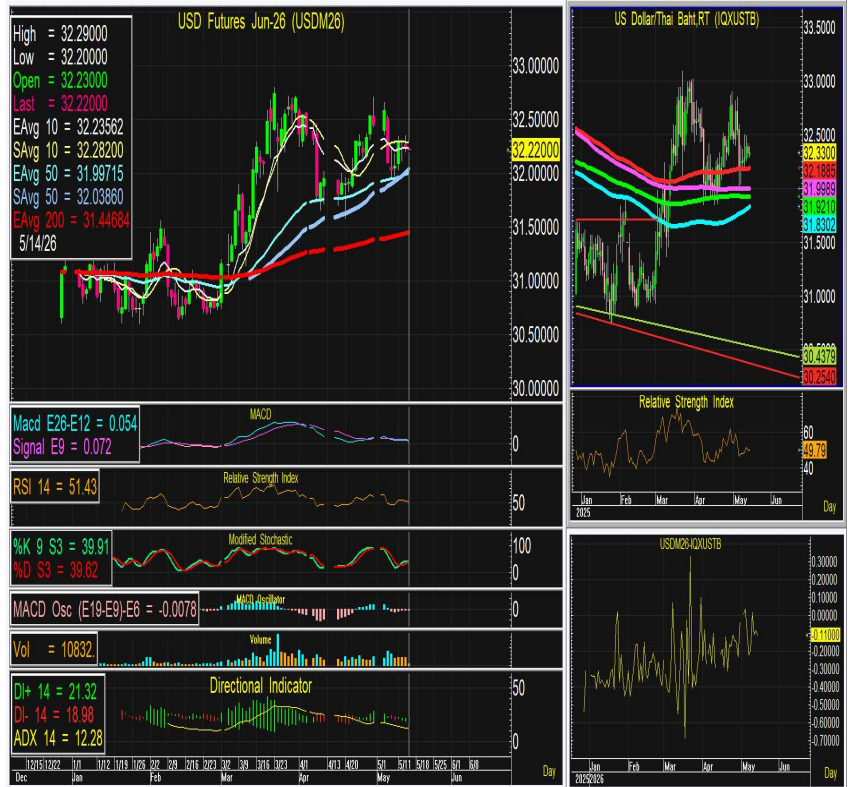 USD Futures Jun-26 (USDM26)
High = 32.29000
Low = 32.20000
Open = 32.23000
Last = 32.22000
EAvg 10 = 32.23562
SAvg 10 = 32.28200
EAvg 50 = 31.99715
SAvg 50 = 32.03860
EAvg 200 = 31.44684
5/14/26
33.00000
32.50000
32.22000
32.00000
31.50000
31.00000
30.50000
30.00000
MACD
Macd E26-E12 = 0.054
Signal E9 = 0.072
0
Relative Strength Index
RSI 14 = 51.43
50
Modified Stochastic
%K 9 S3 = 39.91
%D S3 = 39.62
100
0
MACD Oscillator
MACD Osc (E19-E9)-E6 = -0.0078
0
Volume
Vol = 10832.
0
Directional Indicator
DI+ 14 = 21.32
DI- 14 = 18.98
ADX 14 = 12.28
50
0
12/15 12/22 1/1 1/12 1/19 1/26 2/2 2/9 2/16 2/23 3/2 3/9 3/16 3/23 4/1 4/13 4/20 5/1 5/11 5/18 5/25 6/1 6/8
Dec Jan Feb Mar Apr May Jun Day
US Dollar/Thai Baht,RT (IQXUSTB)
33.5000
33.0000
32.5000
32.3300
32.1885
31.9989
31.9210
31.8302
31.5000
31.0000
30.4379
30.2540
Relative Strength Index
60
49.79
40
Jan Feb Mar Apr May Jun
2025
Day
USDM26-IQXUSTB
0.30000
0.20000
0.10000
0.00000
-0.11000
-0.20000
-0.30000
-0.40000
-0.50000
-0.60000
-0.70000
Jan Feb Mar Apr May Jun
2025 2026
Day